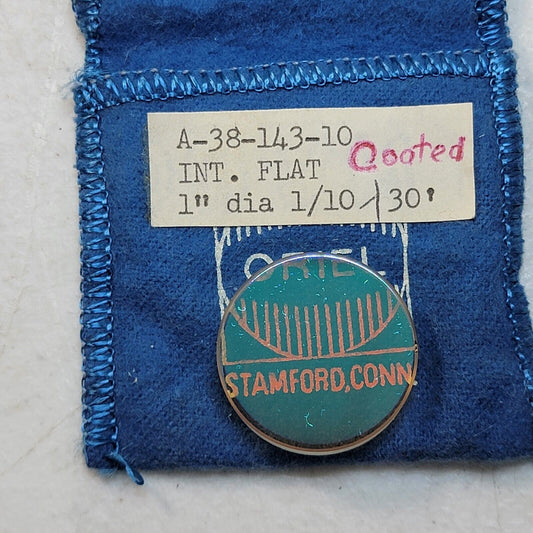 A-38-143-10 Coated
INT. FLAT
1" dia 1/10/30'
ORIEL
STAMFORD,CONN.